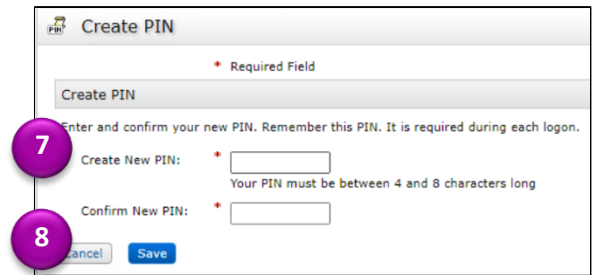 PIN Create PIN
* Required Field
Create PIN
Enter and confirm your new PIN. Remember this PIN. It is required during each logon.
7
Create New PIN: *
Your PIN must be between 4 and 8 characters long
Confirm New PIN: *
8
Cancel Save